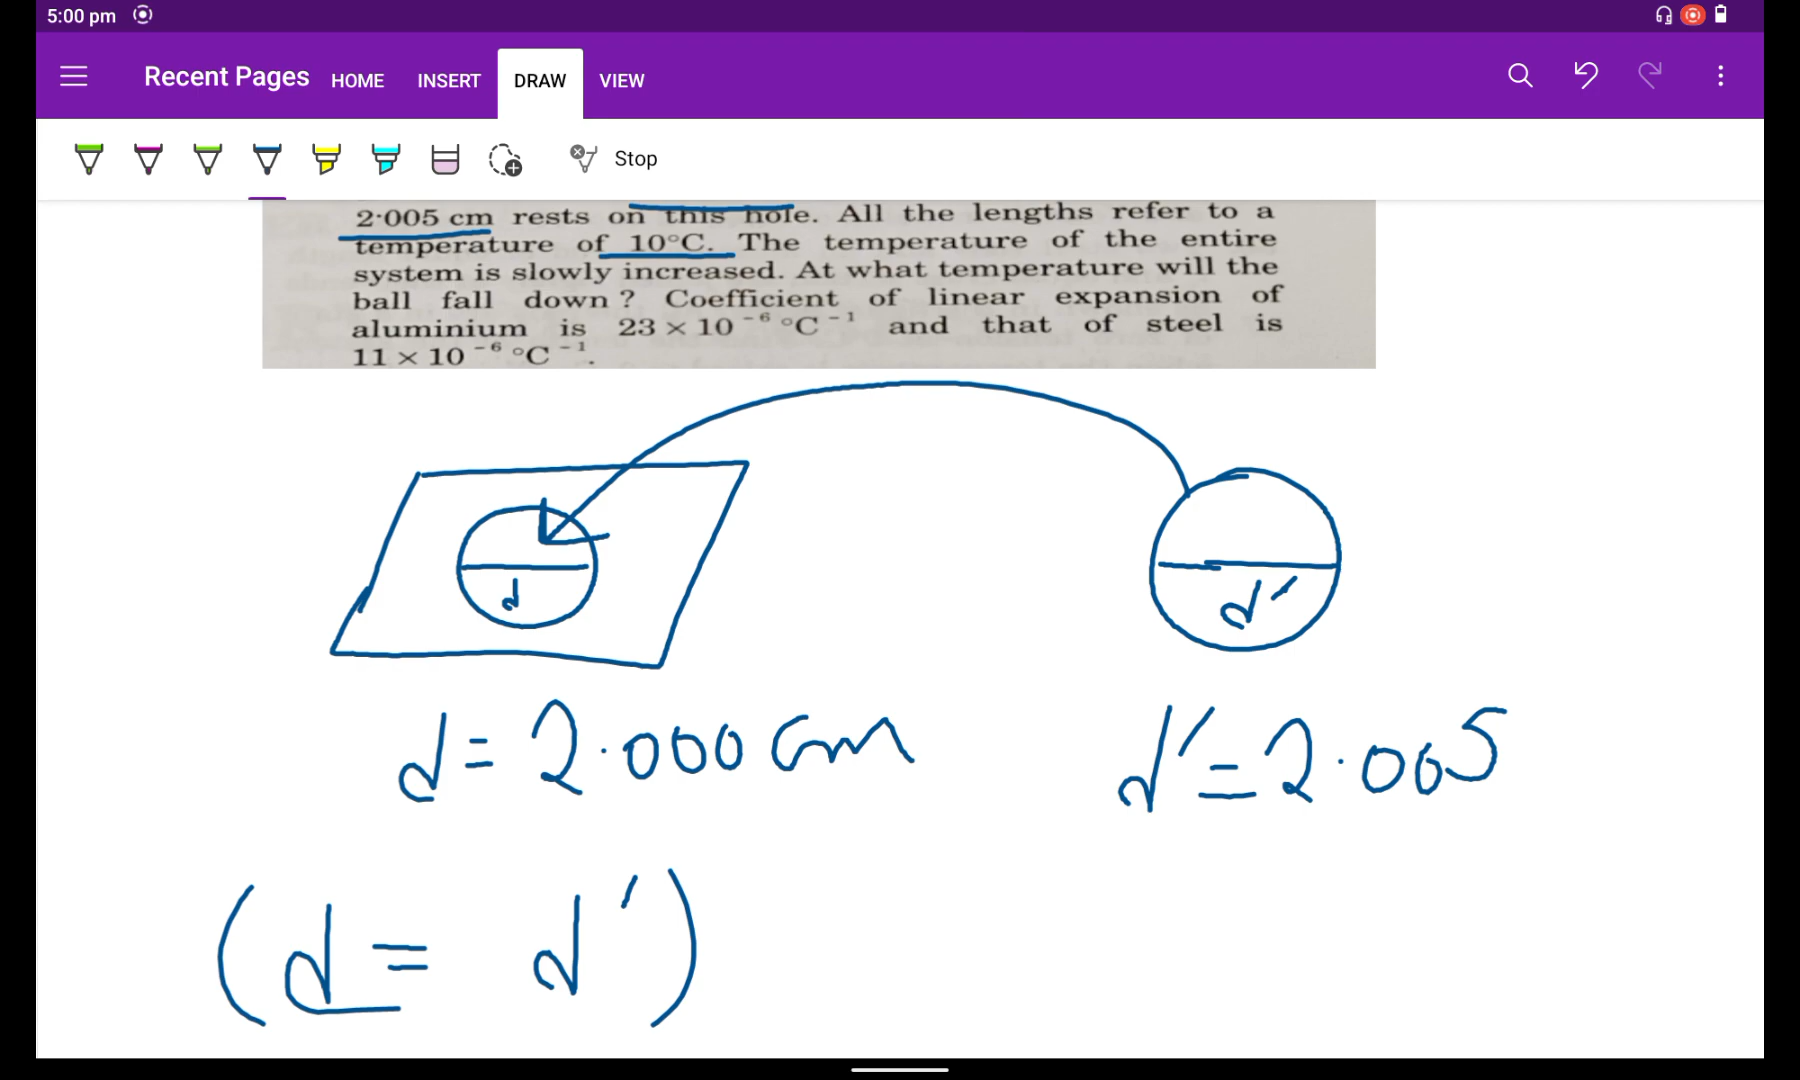 5:00 pm
Recent Pages HOME INSERT DRAW VIEW
Stop
2·005 cm rests on this hole. All the lengths refer to a
temperature of 10°C. The temperature of the entire
system is slowly increased. At what temperature will the
ball fall down ? Coefficient of linear expansion of
aluminium is 23 × 10 ⁻⁶ °C ⁻¹ and that of steel is
11 × 10 ⁻⁶ °C ⁻¹.
d
d'
d = 2.000 cm
d' = 2.005
(d = d')